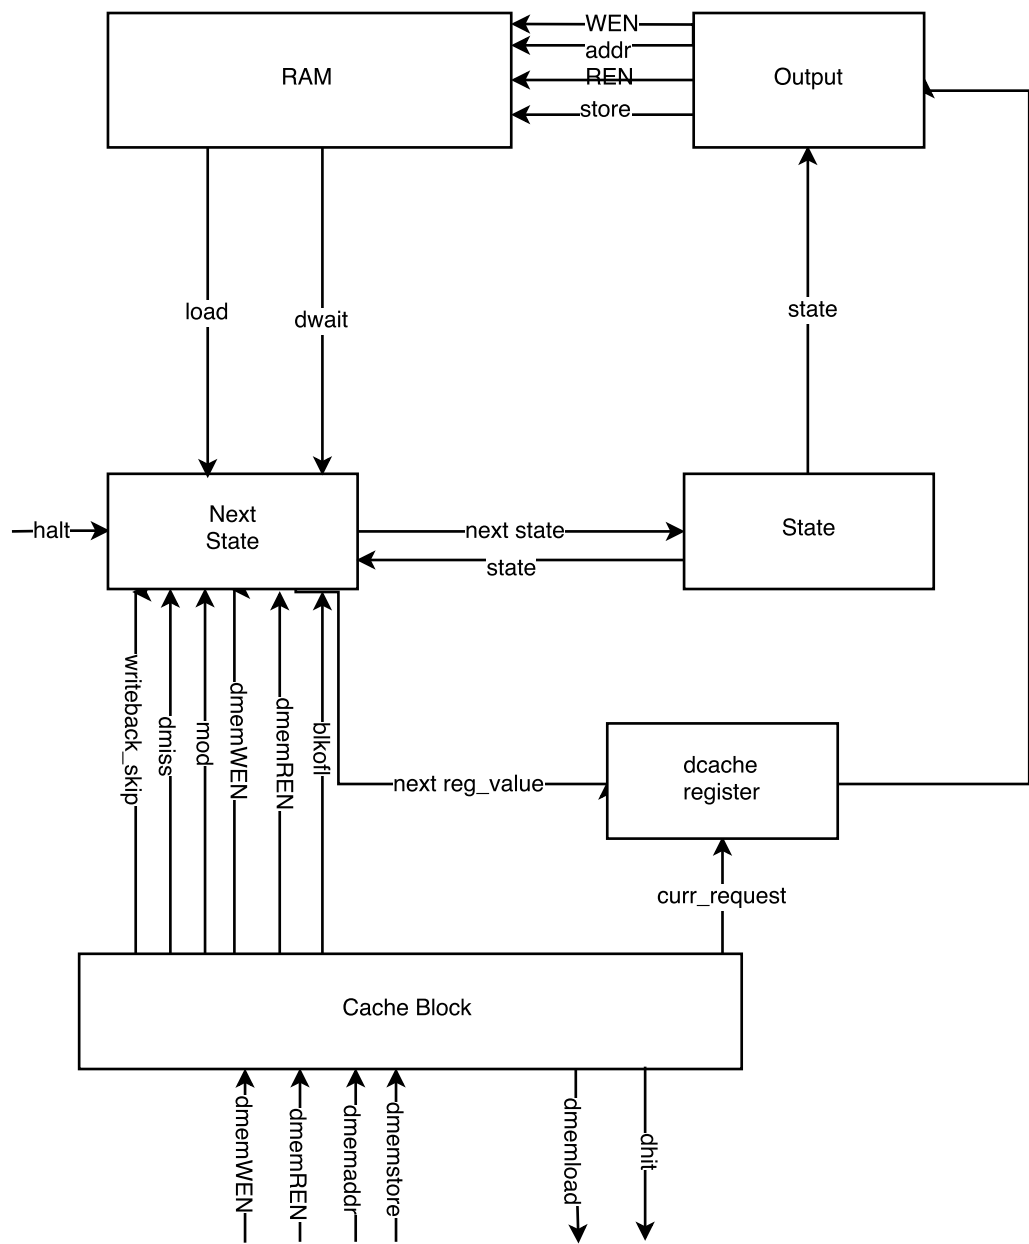 WEN
addr
RAM
REN
Output
store
load
dwait
state
Next
State
halt
next state
State
state
writeback_skip
dmiss
mod
dmemWEN
dmemREN
blkofl
next reg_value
dcache
register
curr_request
Cache Block
dmemWEN
dmemREN
dmemaddr
dmemstore
dmemload
dhit